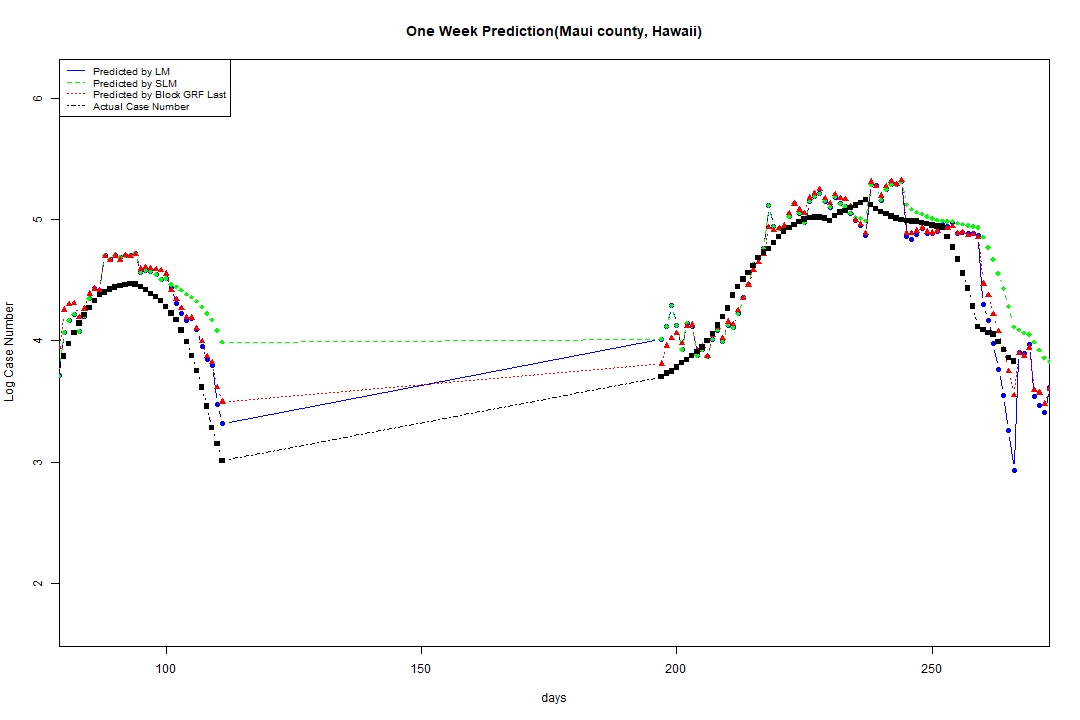 One Week Prediction(Maui county, Hawaii)
Predicted by LM
Predicted by SLM
Predicted by Block GRF Last
Actual Case Number
6
5
4
3
2
Log Case Number
100 150 200 250
days